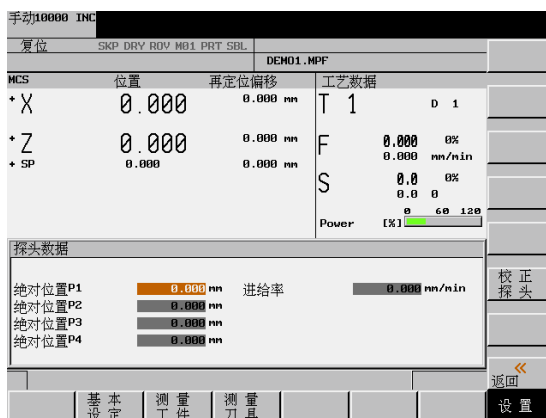 手动10000 INC
复位 SKP DRY ROV M01 PRT SBL
DEMO1.MPF
MCS 位置 再定位偏移 工艺数据
+ X 0.000 0.000 mm T 1 D 1
+ Z 0.000 0.000 mm F 0.000 0%
0.000 mm/min
+ SP 0.000 0.000 mm
S 0.0 0%
0.0 0
0 60 120
Power [%]
探头数据
绝对位置P1 0.000 mm 进给率 0.000 mm/min
绝对位置P2 0.000 mm
绝对位置P3 0.000 mm
绝对位置P4 0.000 mm
校正
探头
«
返回
基本
设定
测量
工件
测量
刀具
设置